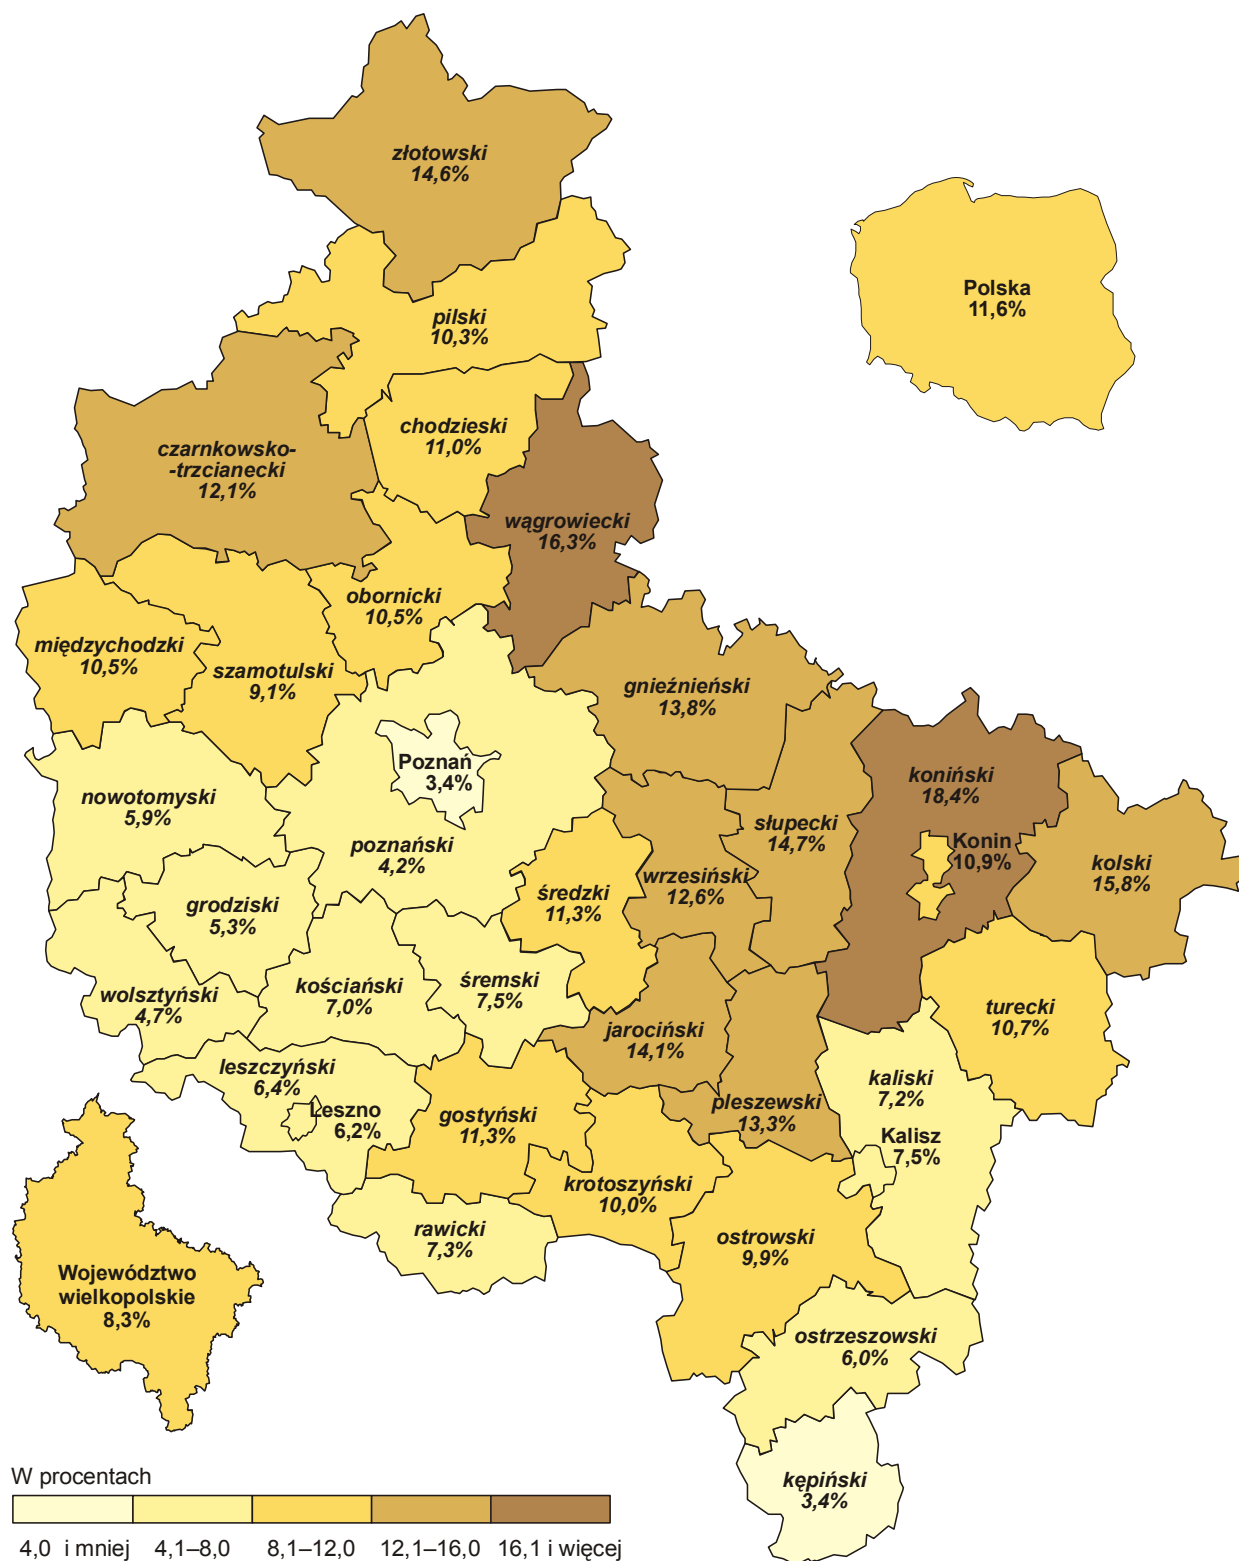 złotowski
14,6%
Polska
11,6%
pilski
10,3%
chodzieski
11,0%
czarnkowsko-
-trzcianecki
12,1%
wągrowiecki
16,3%
obornicki
10,5%
międzychodzki
10,5%
szamotulski
9,1%
gnieźnieński
13,8%
Poznań
3,4%
koniński
18,4%
nowotomyski
5,9%
poznański
4,2%
słupecki
14,7%
Konin
10,9%
kolski
15,8%
wrzesiński
12,6%
średzki
11,3%
grodziski
5,3%
wolsztyński
4,7%
kościański
7,0%
śremski
7,5%
turecki
10,7%
jarociński
14,1%
leszczyński
6,4%
Leszno
6,2%
gostyński
11,3%
pleszewski
13,3%
kaliski
7,2%
Kalisz
7,5%
krotoszyński
10,0%
rawicki
7,3%
ostrowski
9,9%
Województwo
wielkopolskie
8,3%
ostrzeszowski
6,0%
kępiński
3,4%
W procentach
4,0 i mniej 4,1–8,0 8,1–12,0 12,1–16,0 16,1 i więcej